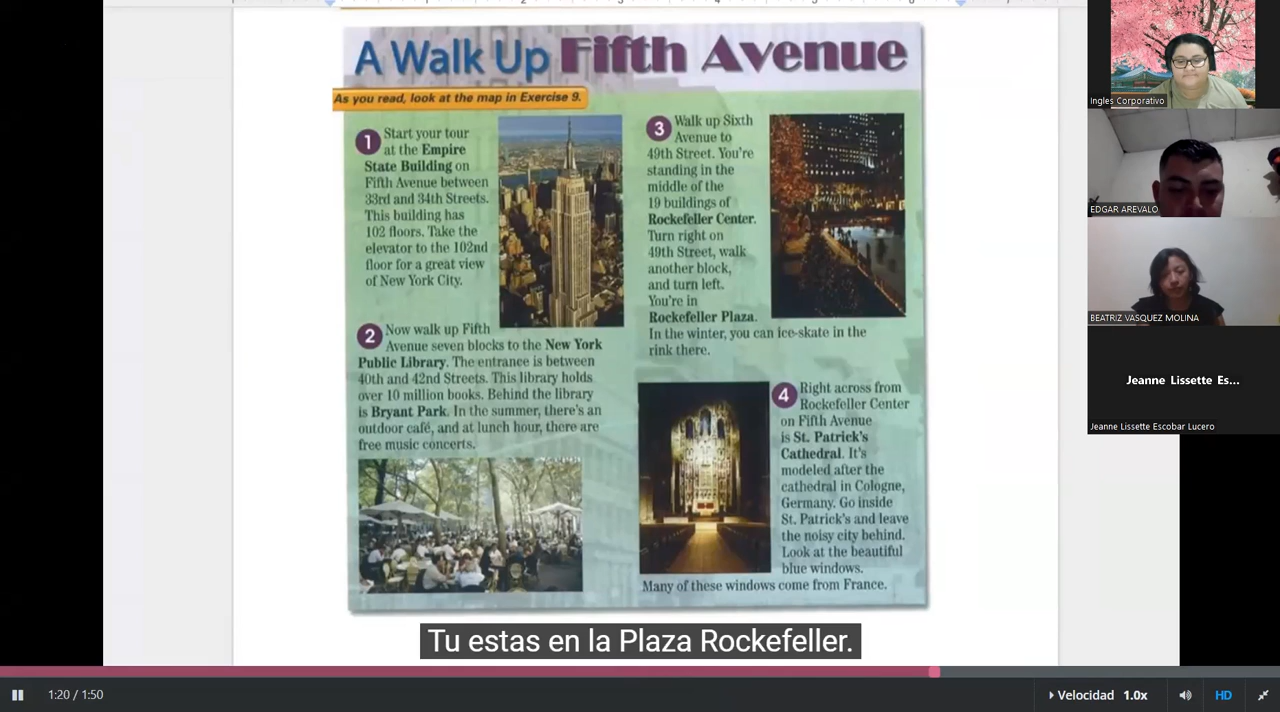 A Walk Up Fifth Avenue
As you read, look at the map in Exercise 9.
1 Start your tour
at the Empire
State Building on
Fifth Avenue between
33rd and 34th Streets.
This building has
102 floors. Take the
elevator to the 102nd
floor for a great view
of New York City.
2 Now walk up Fifth
Avenue seven blocks to the New York
Public Library. The entrance is between
40th and 42nd Streets. This library holds
over 10 million books. Behind the library
is Bryant Park. In the summer, there's an
outdoor café, and at lunch hour, there are
free music concerts.
3 Walk up Sixth
Avenue to
49th Street. You're
standing in the
middle of the
19 buildings of
Rockefeller Center.
Turn right on
49th Street, walk
another block,
and turn left.
You're in
Rockefeller Plaza.
In the winter, you can ice-skate in the
rink there.
4 Right across from
Rockefeller Center
on Fifth Avenue
is St. Patrick's
Cathedral. It's
modeled after the
cathedral in Cologne,
Germany. Go inside
St. Patrick's and leave
the noisy city behind.
Look at the beautiful
blue windows.
Many of these windows come from France.
Tu estas en la Plaza Rockefeller.
Ingles Corporativo
EDGAR AREVALO
BEATRIZ VASQUEZ MOLINA
Jeanne Lissette Es...
Jeanne Lissette Escobar Lucero
1:20 / 1:50
Velocidad 1.0x
HD